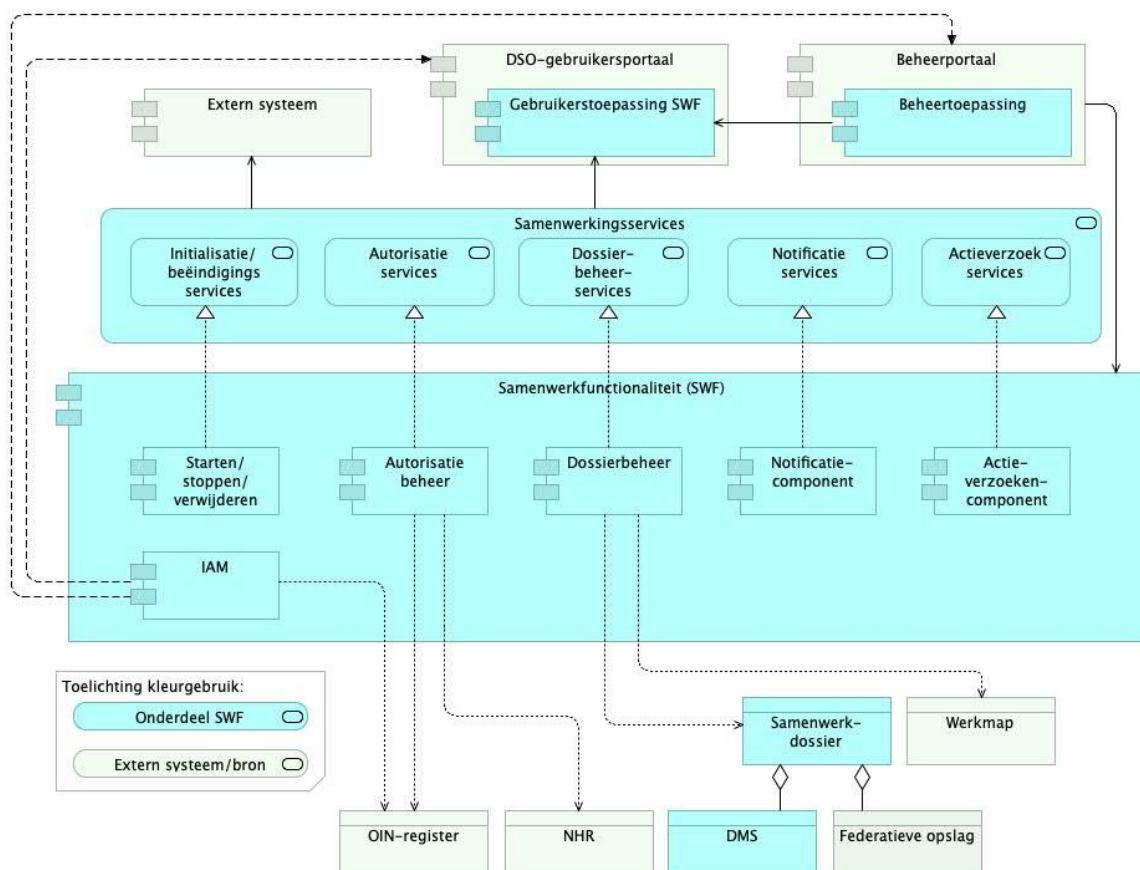 DSO-gebruikersportaal
Beheerportaal
Extern systeem
Gebruikerstoepassing SWF
Beheertoepassing
Samenwerkingsservices
Initialisatie/
beëindigings
services
Autorisatie
services
Dossier-
beheer-
services
Notificatie
services
Actieverzoek
services
Samenwerkfunctionaliteit (SWF)
Starten/
stoppen/
verwijderen
Autorisatie
beheer
Dossierbeheer
Notificatie-
component
Actie-
verzoeken-
component
IAM
Toelichting kleurgebruik:
Onderdeel SWF
Extern systeem/bron
Samenwerk-
dossier
Werkmap
OIN-register
NHR
DMS
Federatieve opslag